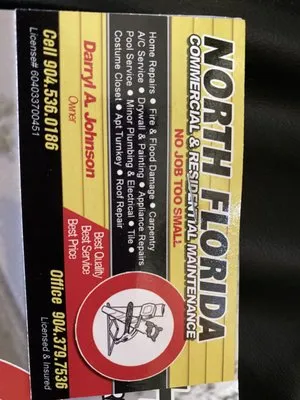 NORTH FLORIDA
COMMERCIAL & RESIDENTIAL MAINTENANCE
NO JOB TOO SMALL
Home Repairs • Fire & Flood Damage • Carpentry
A/C Service • Drywall & Painting • Appliance Repairs
Pool Service • Minor Plumbing & Electrical • Tile •
Costume Closet • Apt Turnkey • Roof Repair
Darryl A. Johnson
Owner
Best Quality
Best Service
Best Price
Cell 904.536.0186
License# 604033700451
Office 904.379.7536
Licensed & Insured